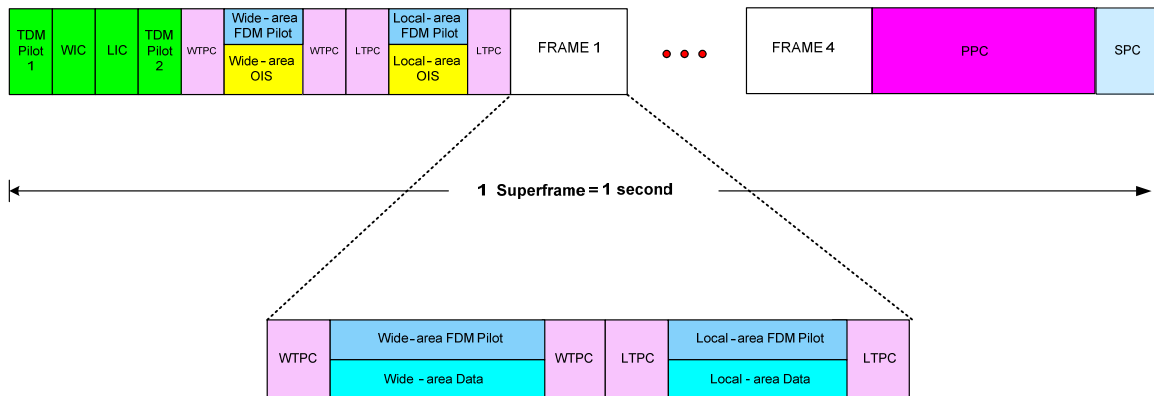 TDM
Pilot
1
WIC
LIC
TDM
Pilot
2
WTPC
Wide-area
FDM Pilot
Wide-area
OIS
WTPC
LTPC
Local-area
FDM Pilot
Local-area
OIS
LTPC
FRAME 1
FRAME 4
PPC
SPC
1 Superframe = 1 second
WTPC
Wide-area FDM Pilot
Wide-area Data
WTPC
LTPC
Local-area FDM Pilot
Local-area Data
LTPC